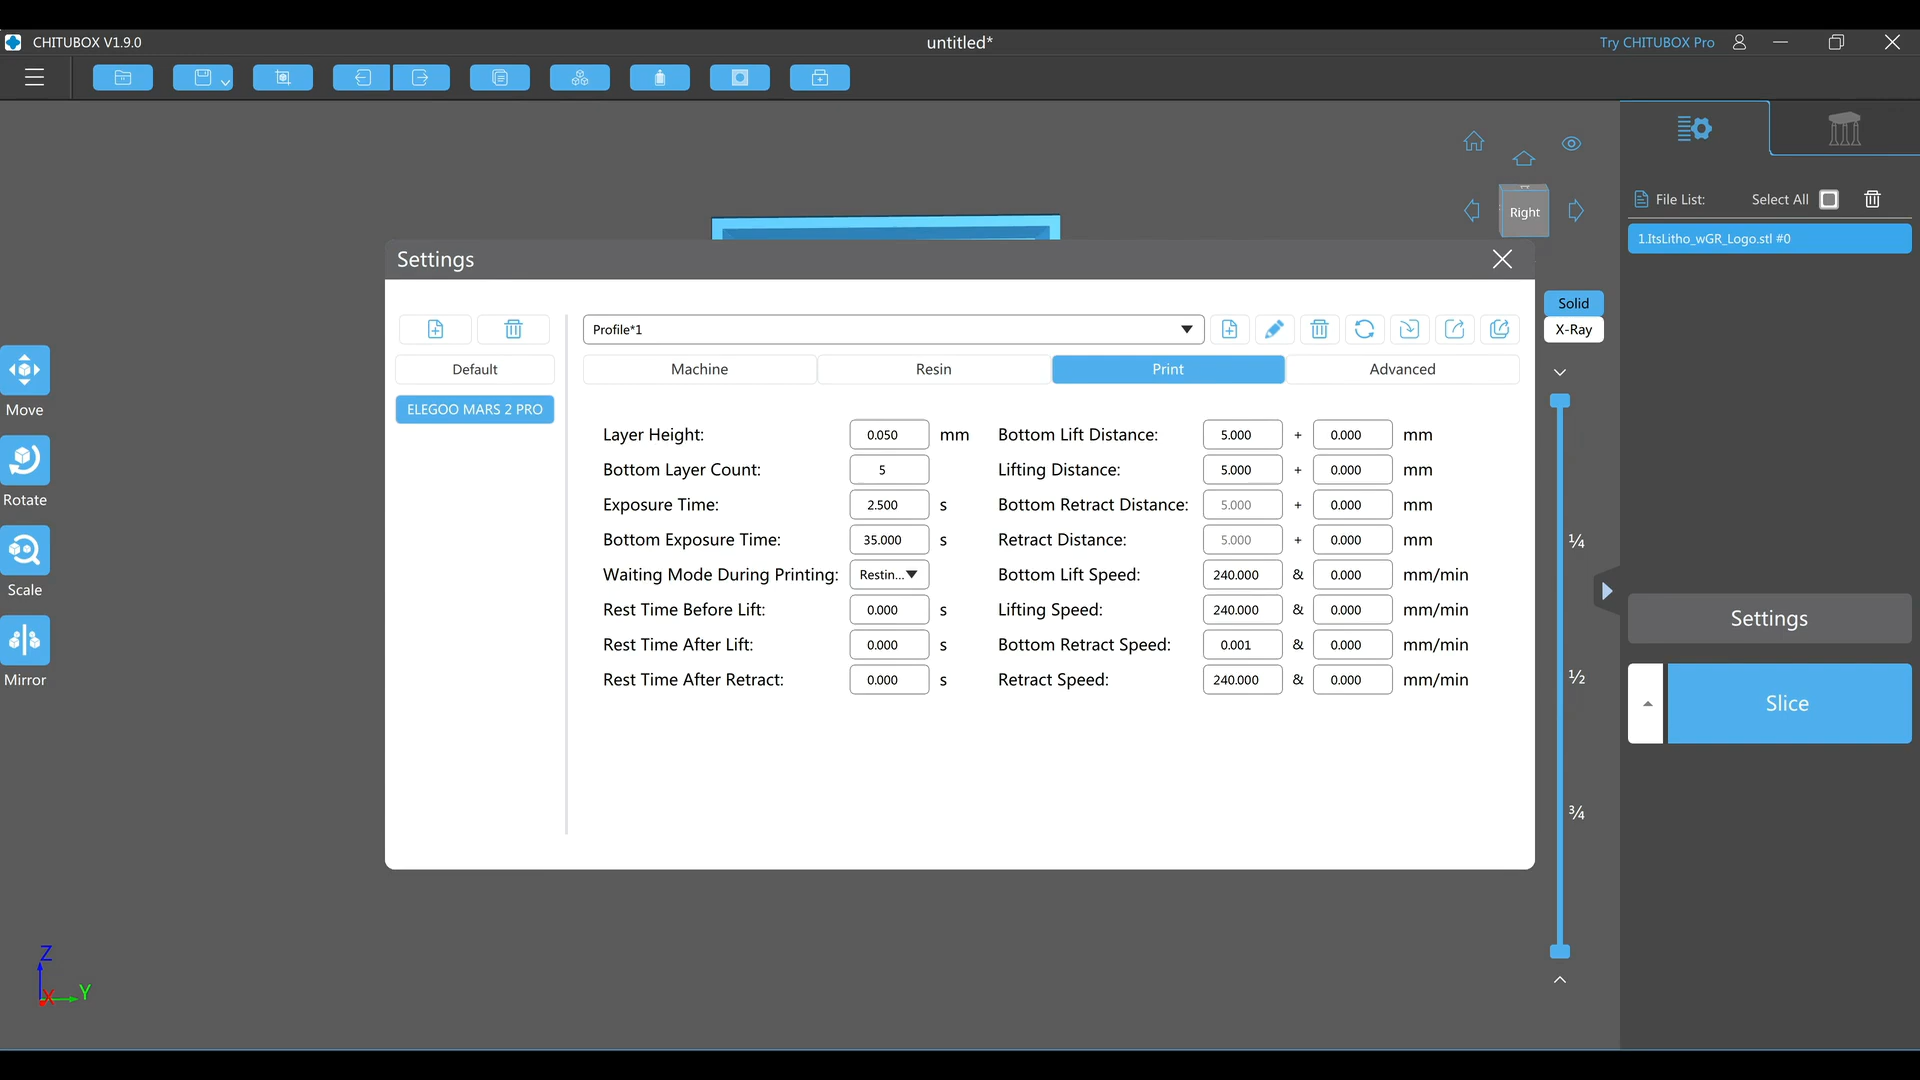 CHITUBOX V1.9.0
untitled*
Try CHITUBOX Pro
File List:
Select All
1.ItsLitho_wGR_Logo.stl #0
Right
Solid
X-Ray
Settings
Profile*1
Default
ELEGOO MARS 2 PRO
Machine
Resin
Print
Advanced
Layer Height: 0.050 mm
Bottom Lift Distance: 5.000 + 0.000 mm
Bottom Layer Count: 5
Lifting Distance: 5.000 + 0.000 mm
Exposure Time: 2.500 s
Bottom Retract Distance: 5.000 + 0.000 mm
Bottom Exposure Time: 35.000 s
Retract Distance: 5.000 + 0.000 mm
Waiting Mode During Printing: Restin...
Bottom Lift Speed: 240.000 & 0.000 mm/min
Rest Time Before Lift: 0.000 s
Lifting Speed: 240.000 & 0.000 mm/min
Rest Time After Lift: 0.000 s
Bottom Retract Speed: 0.001 & 0.000 mm/min
Rest Time After Retract: 0.000 s
Retract Speed: 240.000 & 0.000 mm/min
Move
Rotate
Scale
Mirror
¼
½
¾
Settings
Slice
Z
X
Y